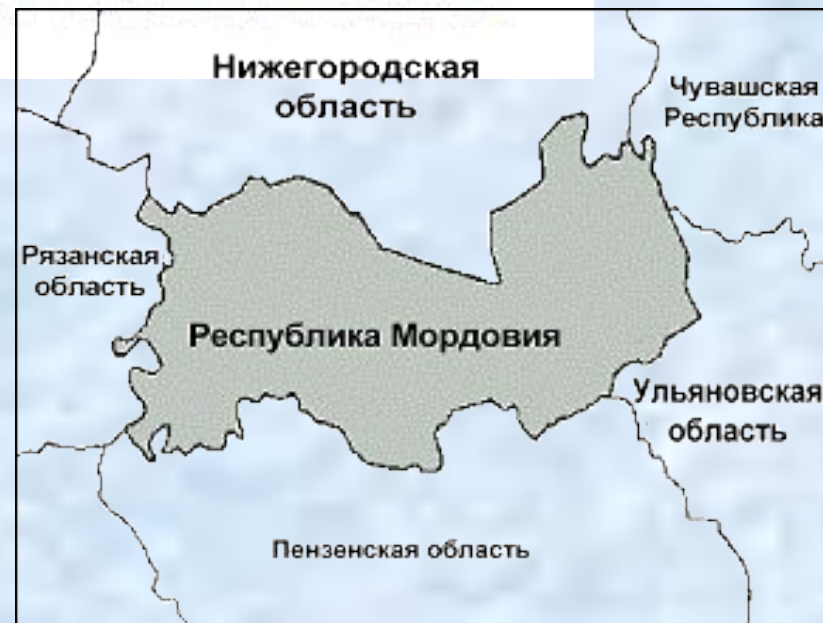 Нижегородская
область
Чувашская
Республика
Рязанская
область
Республика Мордовия
Ульяновская
область
Пензенская область